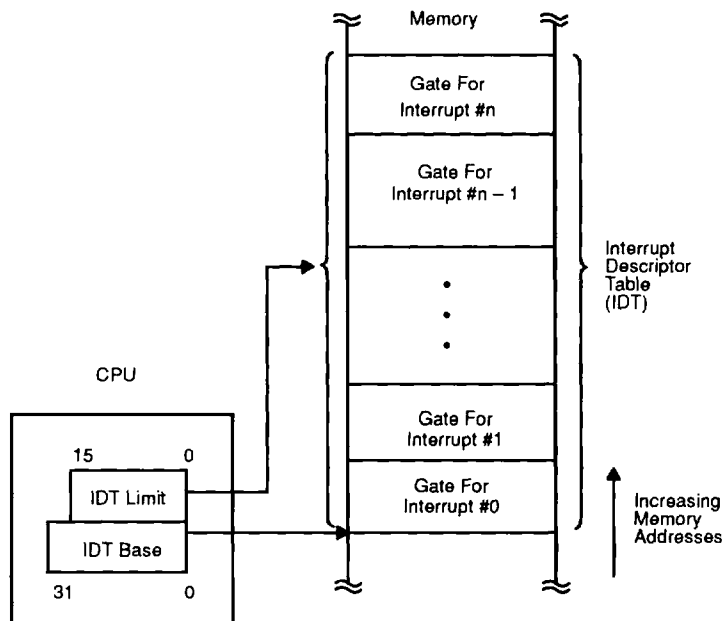 Memory
Gate For
Interrupt #n
Gate For
Interrupt #n – 1
Interrupt
Descriptor
Table
(IDT)
CPU
Gate For
Interrupt #1
15 0
IDT Limit
Gate For
Interrupt #0
Increasing
Memory
Addresses
IDT Base
31 0